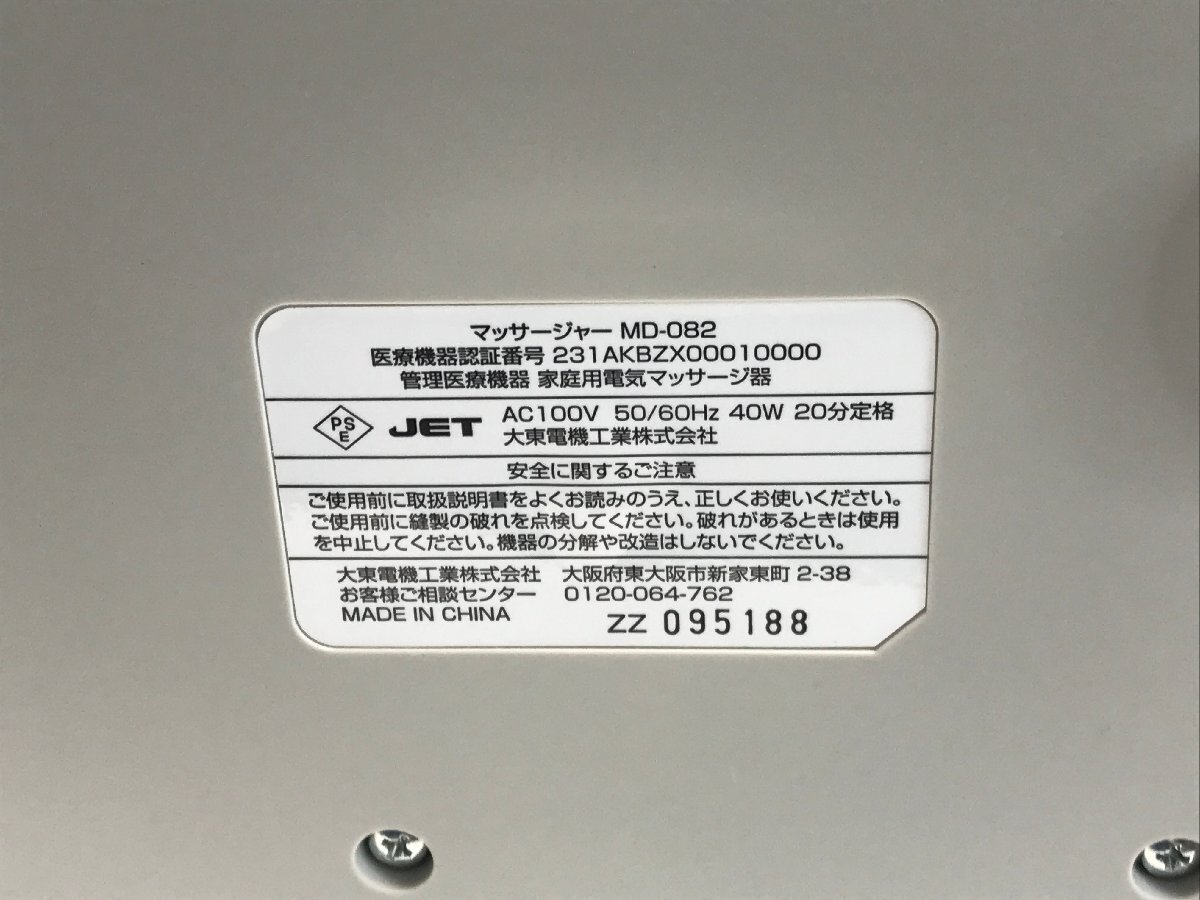 マッサージャー MD-082
医療機器認証番号 231AKBZX00010000
管理医療機器 家庭用電気マッサージ器
PS
E
JET
AC100V 50/60Hz 40W 20分定格
大東電機工業株式会社
安全に関するご注意
ご使用前に取扱説明書をよくお読みのうえ、正しくお使いください。
ご使用前に縫製の破れを点検してください。破れがあるときは使用
を中止してください。機器の分解や改造はしないでください。
大東電機工業株式会社 大阪府東大阪市新家東町 2-38
お客様ご相談センター 0120-064-762
MADE IN CHINA
ZZ 095188